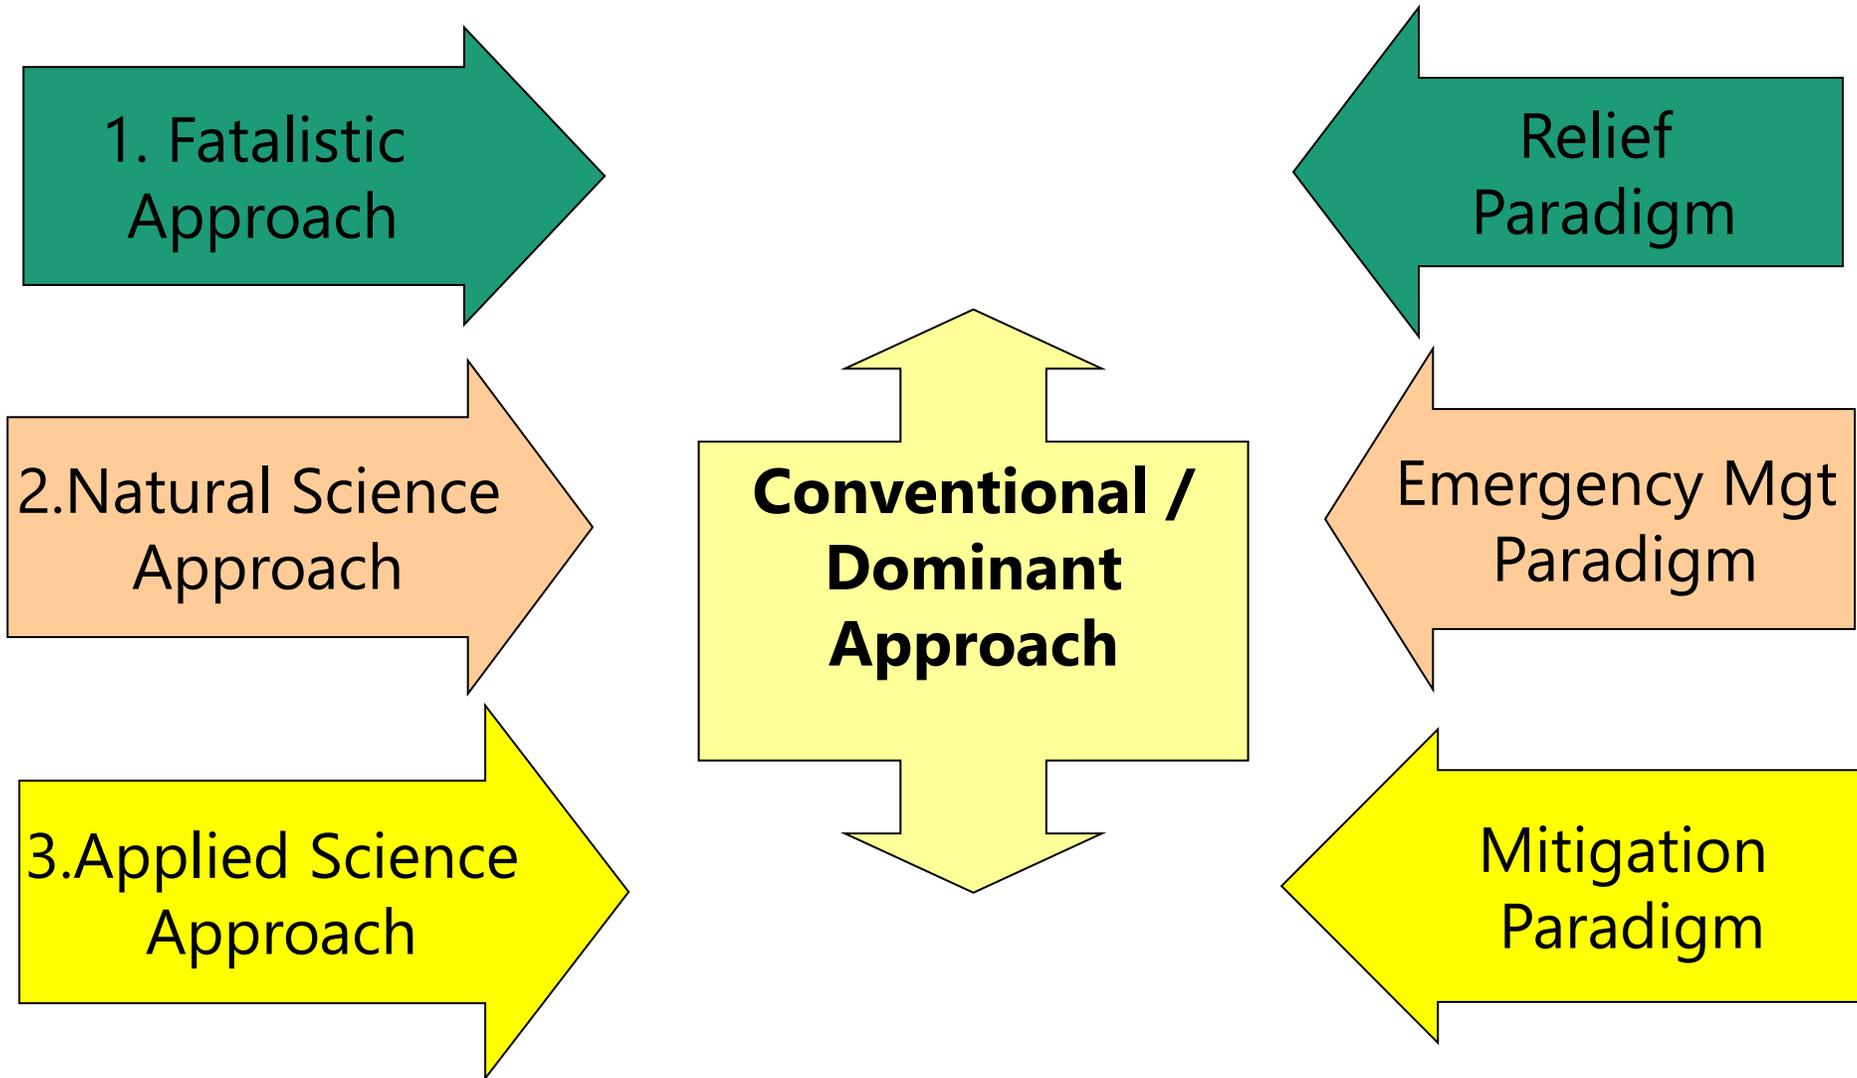 1. Fatalistic
Approach
Relief
Paradigm
2.Natural Science
Approach
Conventional /
Dominant
Approach
Emergency Mgt
Paradigm
3.Applied Science
Approach
Mitigation
Paradigm